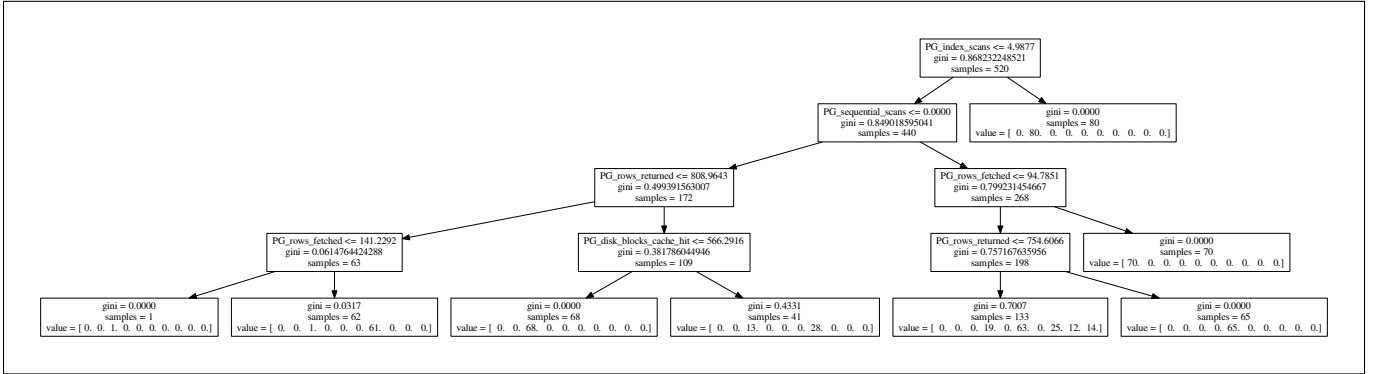 PG_index_scans <= 4.9877
gini = 0.868232248521
samples = 520
PG_sequential_scans <= 0.0000
gini = 0.849018595041
samples = 440
gini = 0.0000
samples = 80
value = [ 0. 80. 0. 0. 0. 0. 0. 0. 0. 0.]
PG_rows_returned <= 808.9643
gini = 0.499391563007
samples = 172
PG_rows_fetched <= 94.7851
gini = 0.799231454667
samples = 268
PG_rows_fetched <= 141.2292
gini = 0.0614764424288
samples = 63
PG_disk_blocks_cache_hit <= 566.2916
gini = 0.381786044946
samples = 109
PG_rows_returned <= 754.6066
gini = 0.757167635956
samples = 198
gini = 0.0000
samples = 70
value = [ 70. 0. 0. 0. 0. 0. 0. 0. 0. 0.]
gini = 0.0000
samples = 1
value = [ 0. 0. 1. 0. 0. 0. 0. 0. 0. 0.]
gini = 0.0317
samples = 62
value = [ 0. 0. 1. 0. 0. 0. 61. 0. 0. 0.]
gini = 0.0000
samples = 68
value = [ 0. 0. 68. 0. 0. 0. 0. 0. 0. 0.]
gini = 0.4331
samples = 41
value = [ 0. 0. 13. 0. 0. 0. 28. 0. 0. 0.]
gini = 0.7007
samples = 133
value = [ 0. 0. 0. 19. 0. 63. 0. 25. 12. 14.]
gini = 0.0000
samples = 65
value = [ 0. 0. 0. 0. 65. 0. 0. 0. 0. 0.]